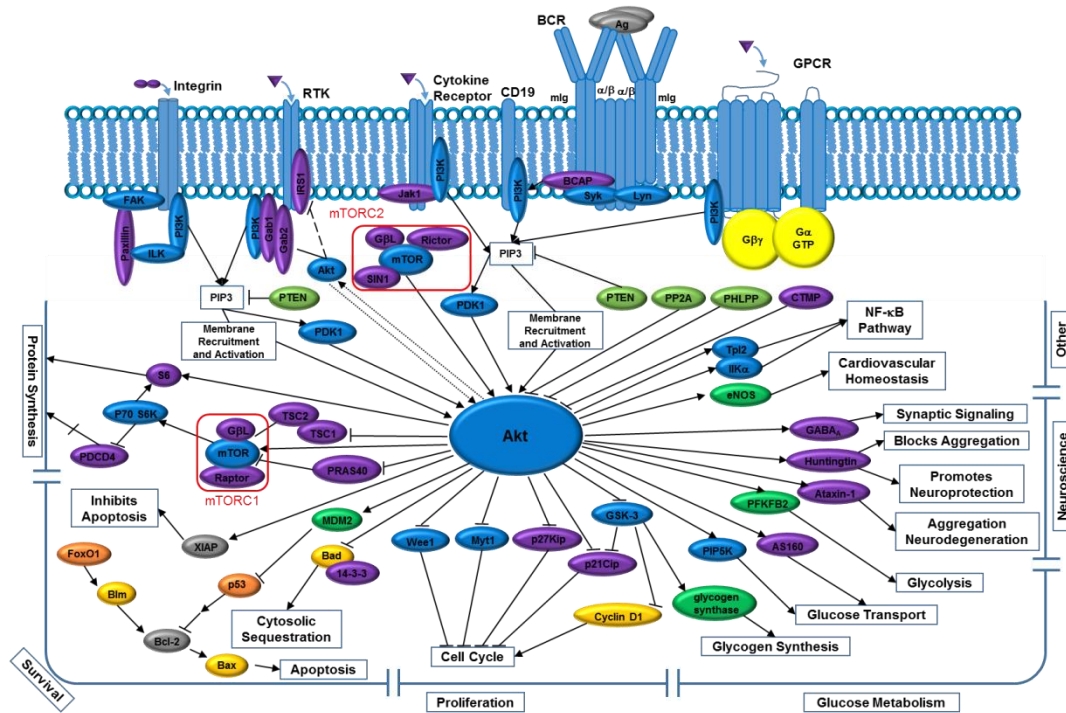 BCR
Ag
GPCR
Integrin
RTK
Cytokine
Receptor
CD19
mIg
α/β α/β
mIg
PI3K
IRS1
PI3K
BCAP
Jak1
Syk
Lyn
FAK
PI3K
PI3K
Gab1
Gab2
PI3K
Paxillin
ILK
mTORC2
GβL
Rictor
mTOR
SIN1
Gβγ
Gα
GTP
Akt
PIP3
PIP3
PTEN
PDK1
PTEN
PP2A
PHLPP
CTMP
PDK1
Membrane
Recruitment
and Activation
Membrane
Recruitment
and Activation
NF-κB
Pathway
Tpl2
IIKα
eNOS
Cardiovascular
Homeostasis
Other
Protein Synthesis
S6
P70 S6K
PDCD4
GβL
mTOR
Raptor
mTORC1
TSC2
TSC1
PRAS40
Akt
GABAA
Synaptic Signaling
Huntingtin
Blocks Aggregation
Promotes
Neuroprotection
Ataxin-1
Aggregation
Neurodegeneration
Neuroscience
Inhibits
Apoptosis
XIAP
MDM2
Bad
14-3-3
Wee1
Myt1
p27Kip
GSK-3
p21Cip
PFKFB2
AS160
PIP5K
Glycolysis
FoxO1
BIm
p53
Bcl-2
Bax
Apoptosis
Cytosolic
Sequestration
Cyclin D1
Cell Cycle
glycogen
synthase
Glucose Transport
Glycogen Synthesis
Survival
Proliferation
Glucose Metabolism